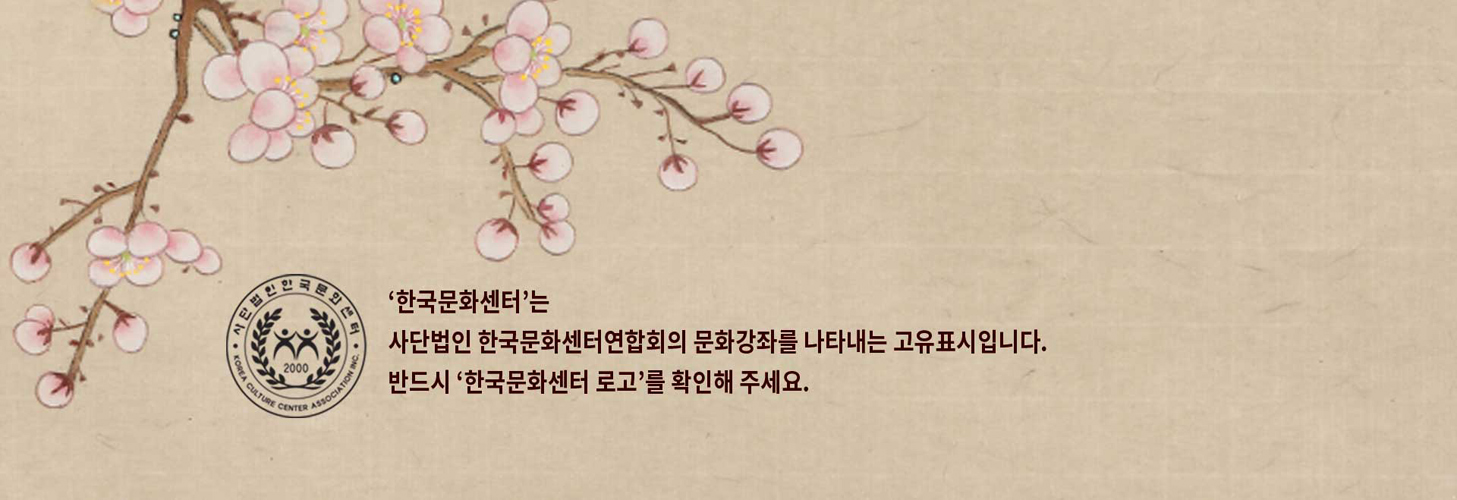 ‘한국문화센터’는
사단법인 한국문화센터연합회의 문화강좌를 나타내는 고유표시입니다.
반드시 ‘한국문화센터 로고’를 확인해 주세요.
사단법인한국문화센터
2000
KOREA CULTURE CENTER ASSOCIATION INC.